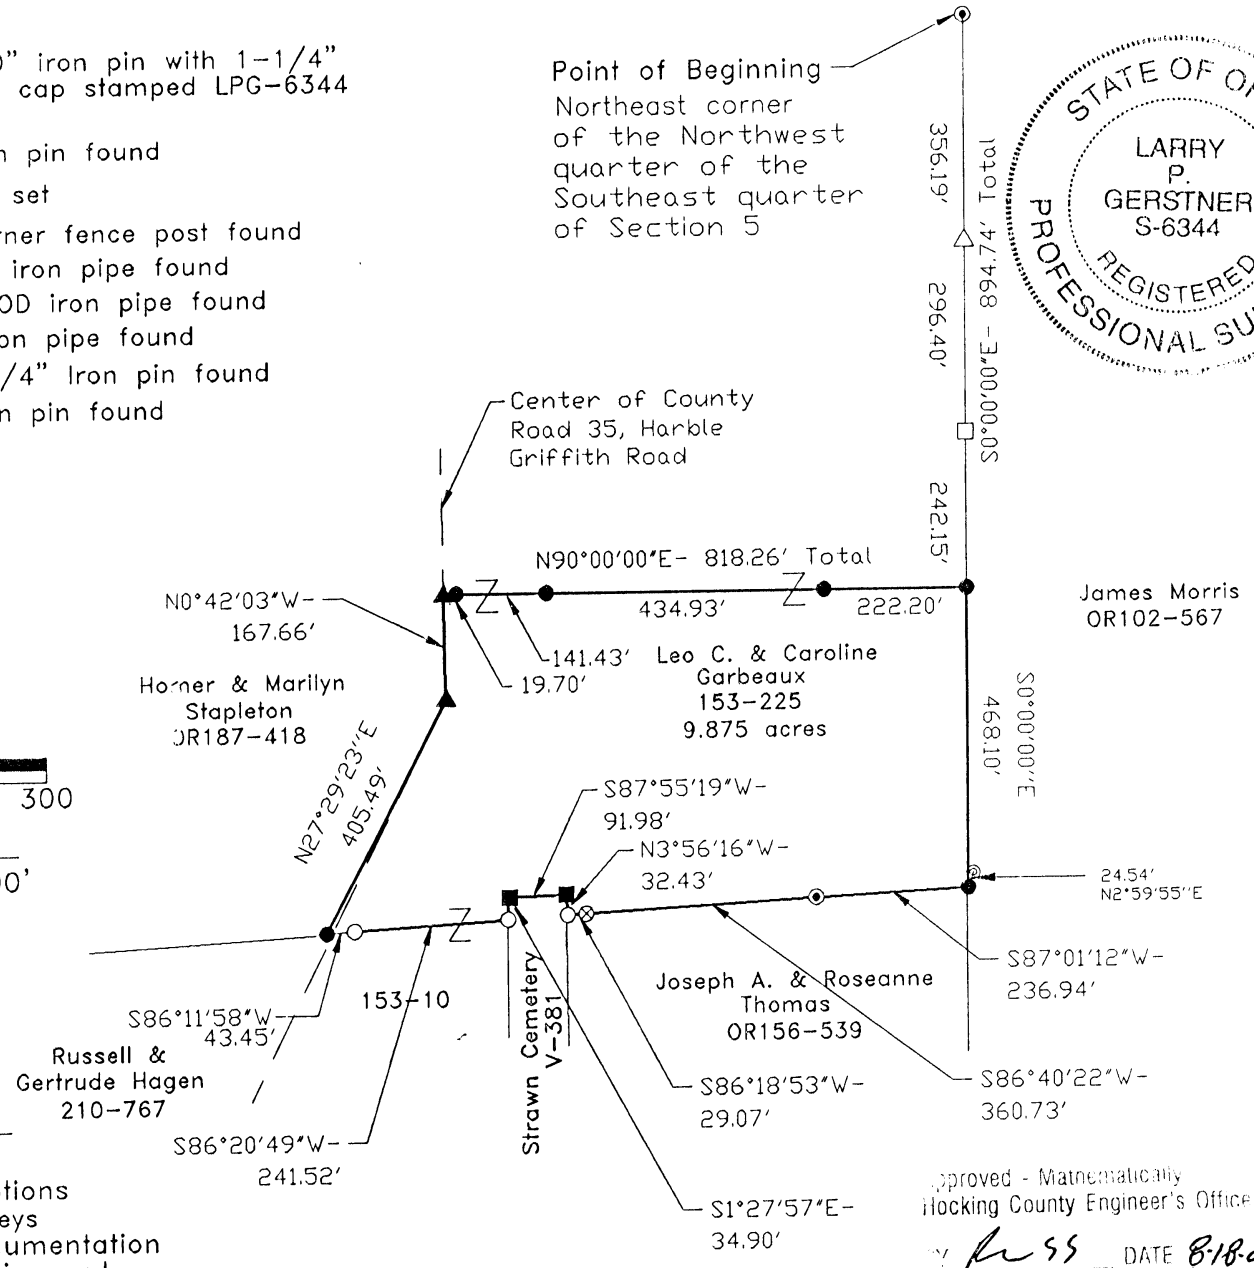 iron pin with 1-1/4"
cap stamped LPG-6344
pin found
set
fence post found
iron pipe found
OD iron pipe found
pipe found
/4" Iron pin found
pin found
Point of Beginning
Northeast corner
of the Northwest
quarter of the
Southeast quarter
of Section 5
356.19'
296.40'
242.15'
S0°00'00"E- 894.74' Total
STATE OF
LARRY
P.
GERSTNER
S-6344
REGISTERED
PROFESSIONAL
Center of County
Road 35, Harble
Griffith Road
N90°00'00"E- 818.26' Total
434.93'
222.20'
141.43'
19.70'
N0°42'03"W-
167.66'
& Marilyn
Stapleton
OR187-418
Leo C. & Caroline
Garbeaux
153-225
9.875 acres
James Morris
OR102-567
S0°00'00"E
468.10'
300
N27°29'23"E
405.49'
S87°55'19"W-
91.98'
N3°56'16"W-
32.43'
24.54'
N2°59'55"E
S87°01'12"W-
236.94'
153-10
Strawn Cemetery
V-381
Joseph A. & Roseanne
Thomas
OR156-539
S86°11'58"W
43.45'
Russell &
Gertrude Hagen
210-767
S86°18'53"W-
29.07'
S86°40'22"W-
360.73'
S86°20'49"W-
241.52'
S1°27'57"E-
34.90'
- Mathematically
Hocking County Engineer's Office
DATE